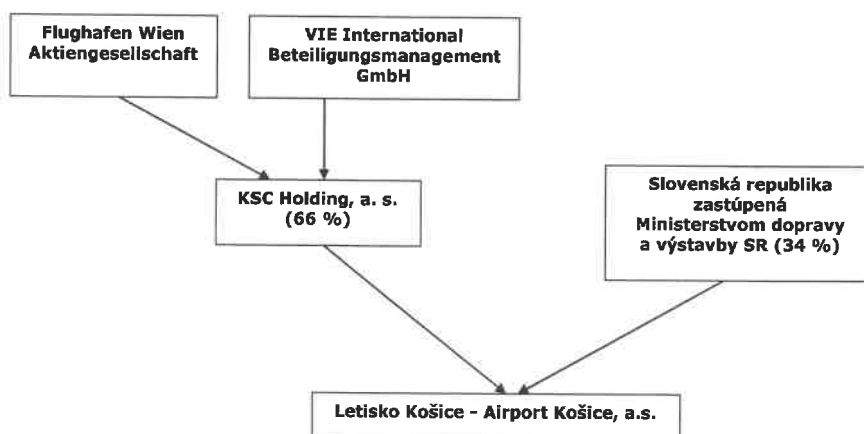 Flughafen Wien
Aktiengesellschaft
VIE International
Beteiligungsmanagement
GmbH
KSC Holding, a. s.
(66 %)
Slovenská republika
zastúpená
Ministerstvom dopravy
a výstavby SR (34 %)
Letisko Košice - Airport Košice, a.s.